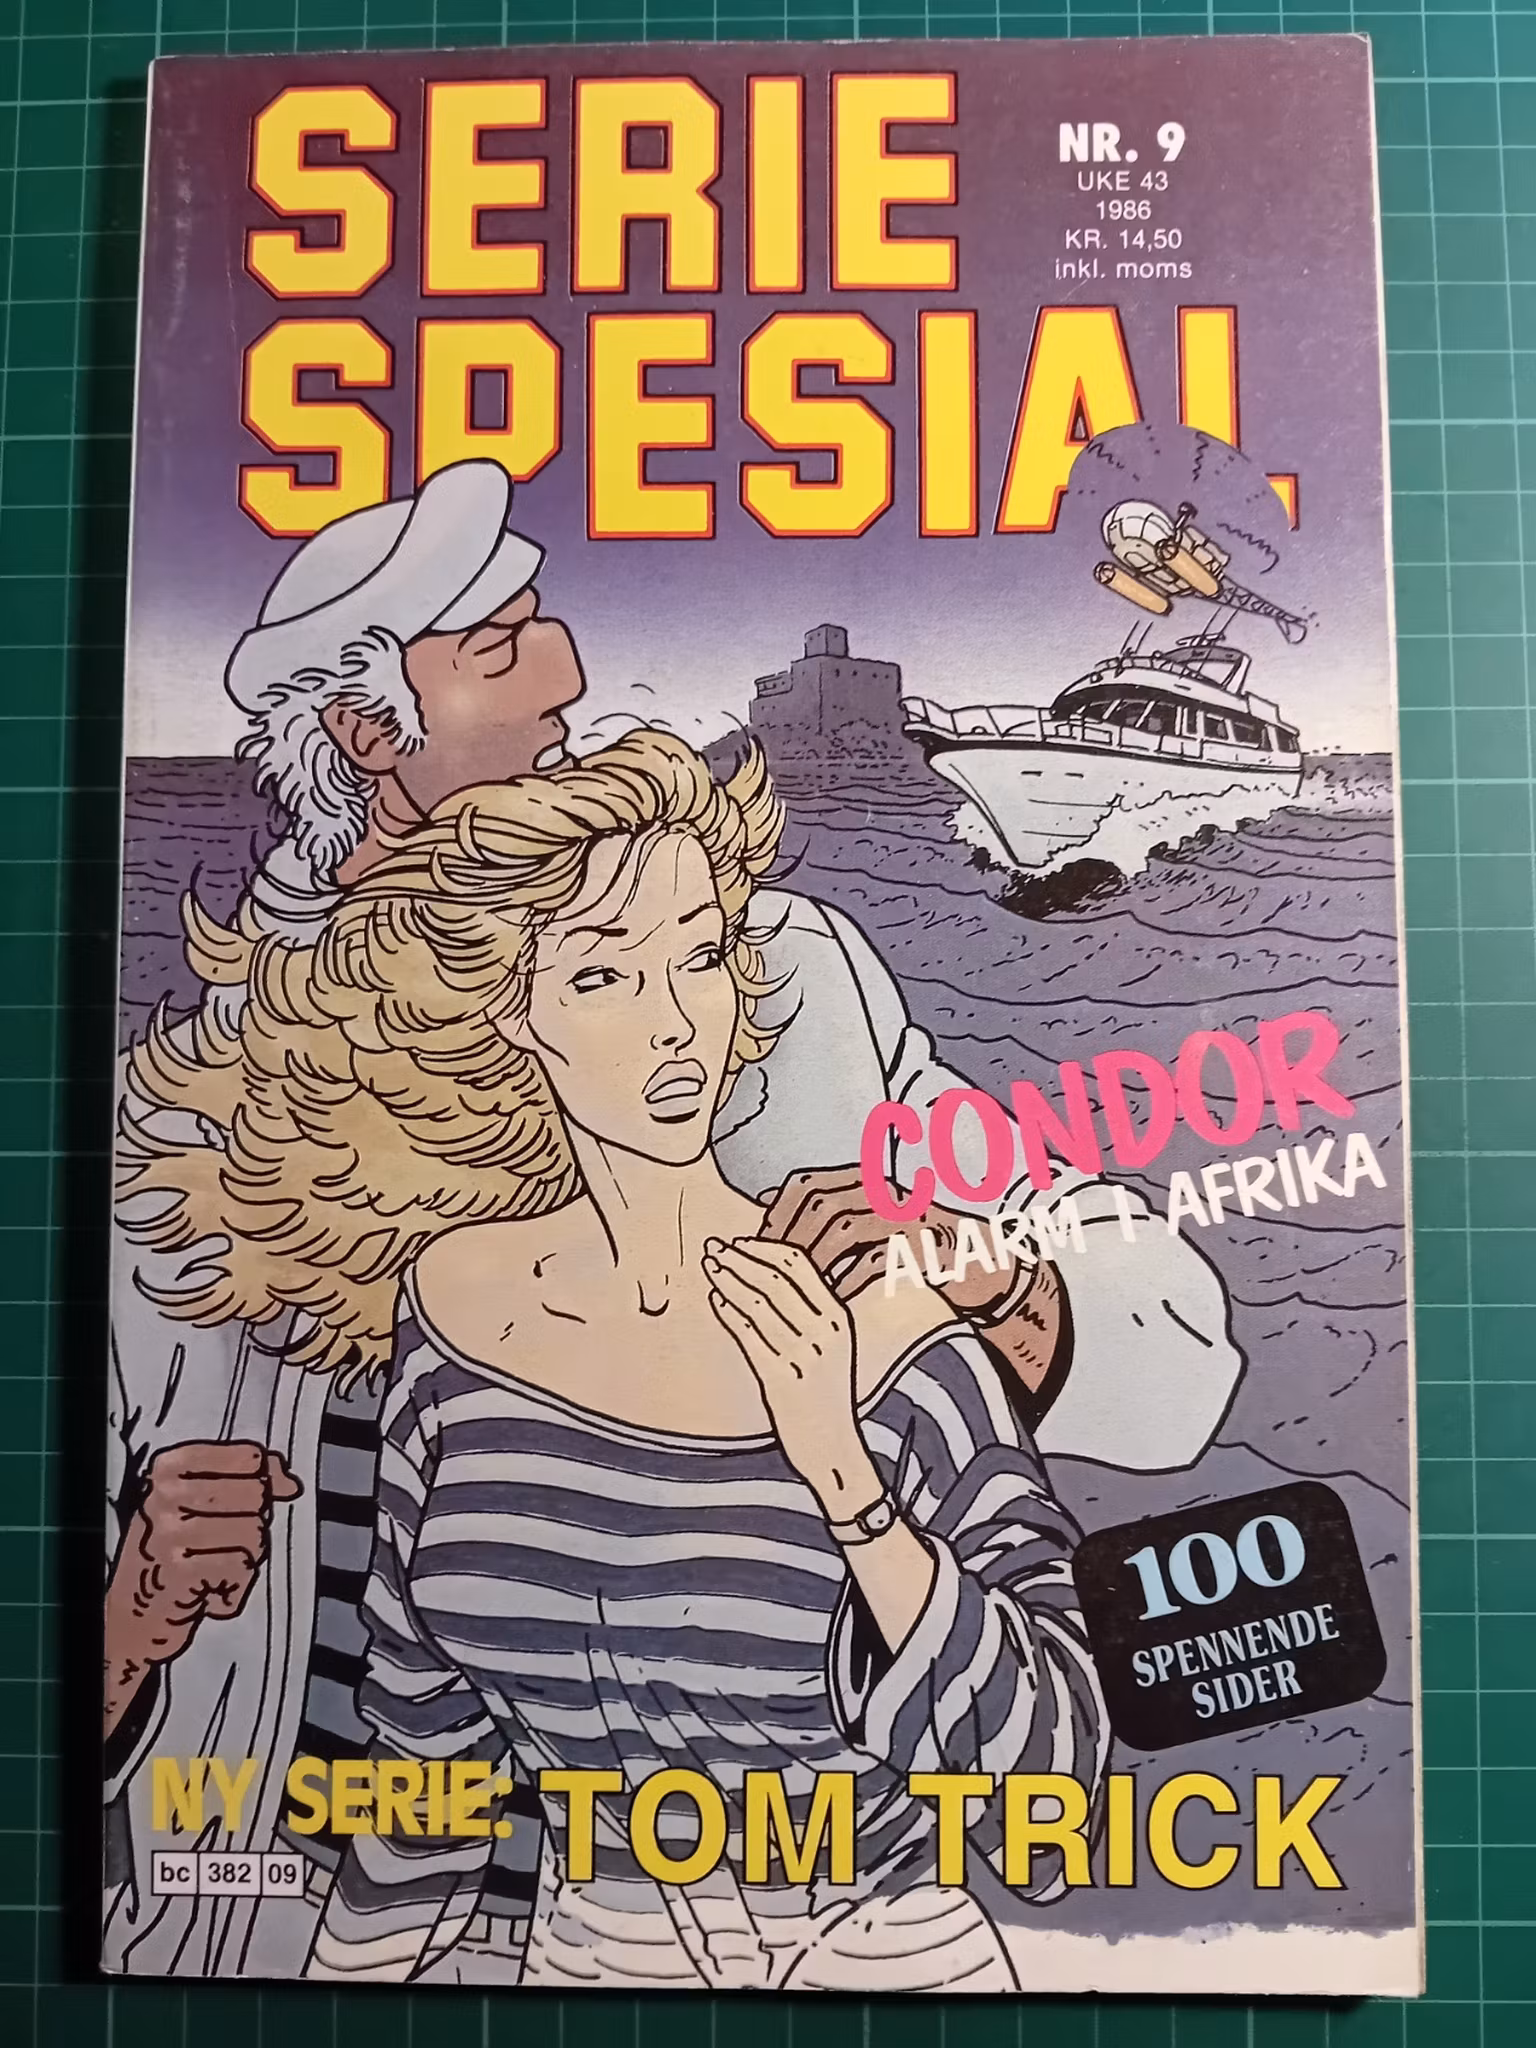 SERIE
SPESIAL
NR. 9
UKE 43
1986
KR. 14,50
inkl. moms
CONDOR
ALARM I AFRIKA
100
SPENNENDE
SIDER
NY SERIE: TOM TRICK
bc 382 09